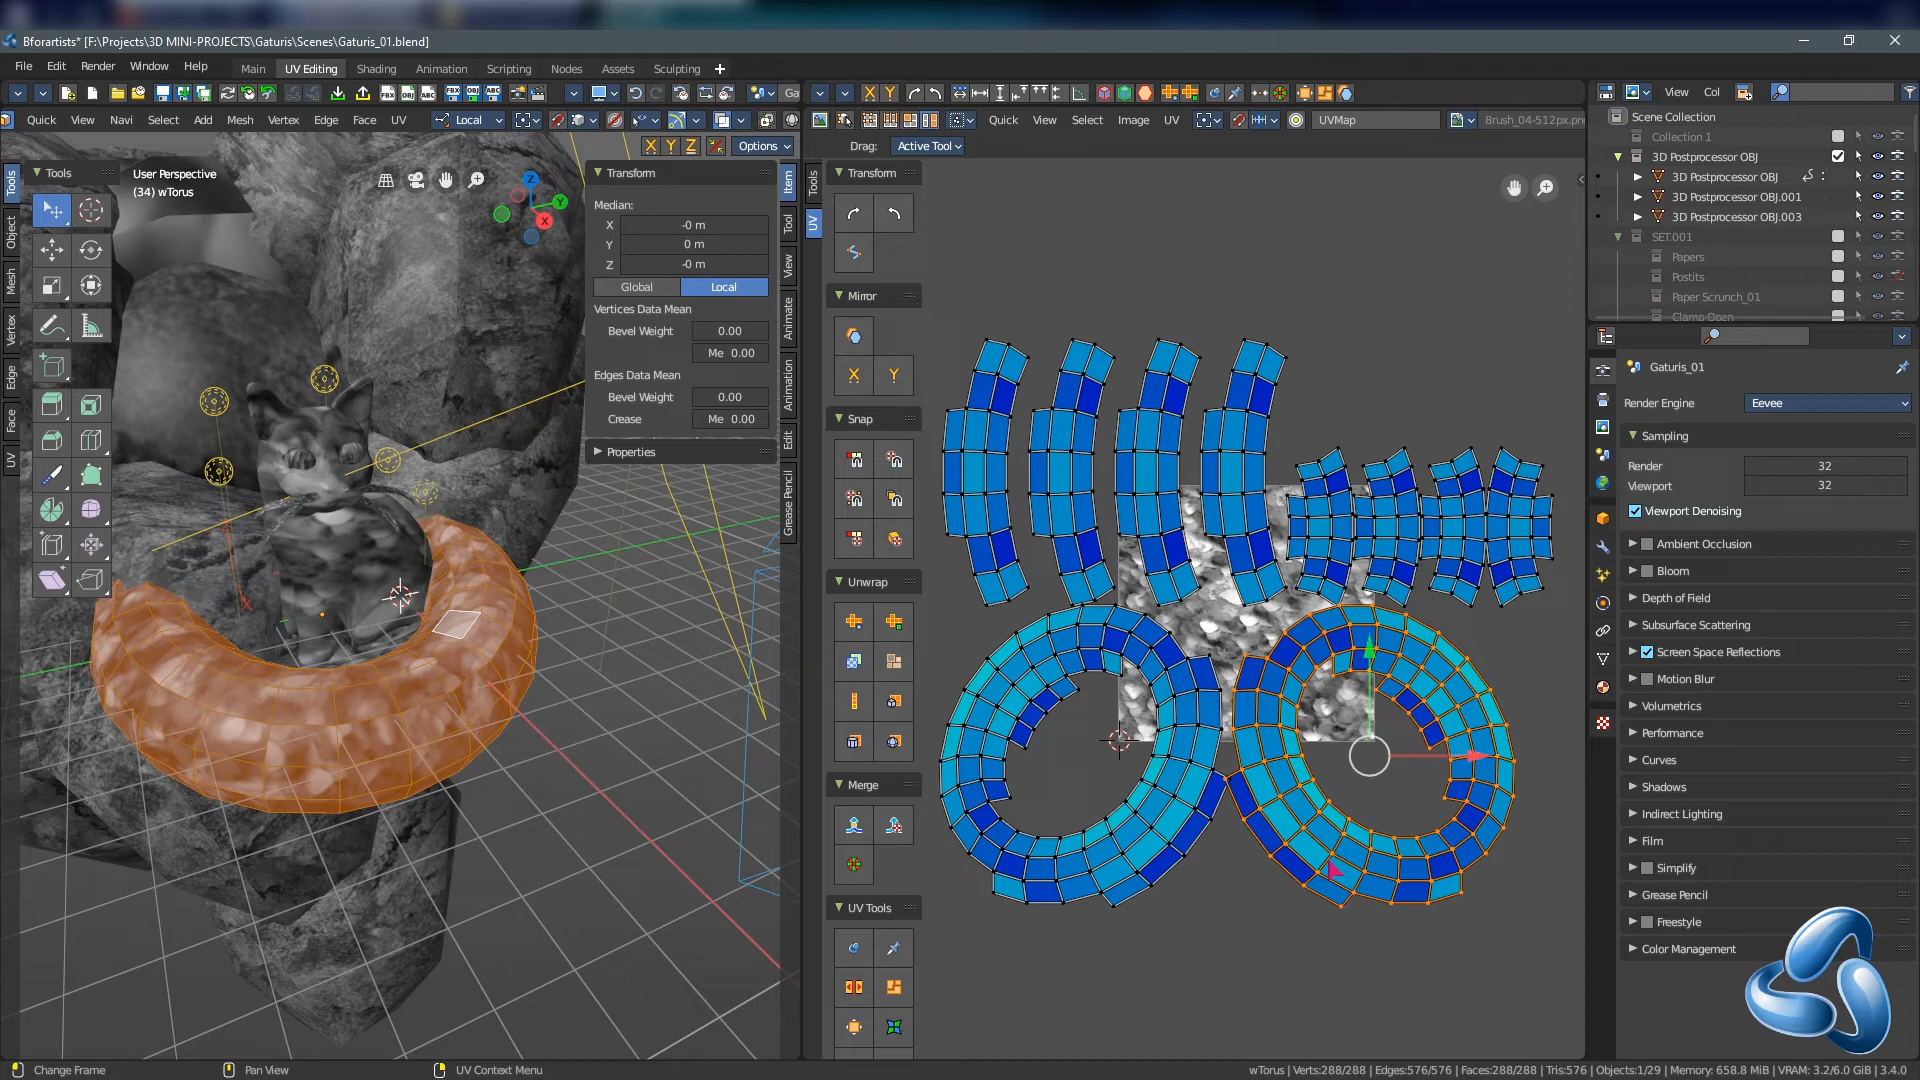 Bforartists* [F:\Projects\3D MINI-PROJECTS\Gaturis\Scenes\Gaturis_01.blend]
File Edit Render Window Help
Main UV Editing Shading Animation Scripting Nodes Assets Sculpting
Ga
Quick View Navi Select Add Mesh Vertex Edge Face UV Local
Quick View Select Image UV UVMap Brush_04-512px.pn
View Col
X Y Z Options
Drag: Active Tool
Tools
Object
Mesh
Vertex
Edge
Face
UV
Tools
User Perspective
(34) wTorus
Z
Y
X
Transform
Median:
X -0 m
Y 0 m
Z -0 m
Global Local
Vertices Data Mean
Bevel Weight 0.00
Me 0.00
Edges Data Mean
Bevel Weight 0.00
Crease Me 0.00
Properties
Item
Tool
View
Animate
Animation
Edit
Grease Pencil
Tools
UV
Transform
Mirror
X Y
Snap
Unwrap
Merge
UV Tools
Scene Collection
Collection 1
3D Postprocessor OBJ
3D Postprocessor OBJ
3D Postprocessor OBJ.001
3D Postprocessor OBJ.003
SET.001
Papers
Postits
Paper Scrunch_01
Clamp Open
Gaturis_01
Render Engine Eevee
Sampling
Render 32
Viewport 32
Viewport Denoising
Ambient Occlusion
Bloom
Depth of Field
Subsurface Scattering
Screen Space Reflections
Motion Blur
Volumetrics
Performance
Curves
Shadows
Indirect Lighting
Film
Simplify
Grease Pencil
Freestyle
Color Management
Change Frame Pan View UV Context Menu
wTorus | Verts:288/288 | Edges:576/576 | Faces:288/288 | Tris:576 | Objects:1/29 | Memory: 658.8 MiB | VRAM: 3.2/6.0 GiB | 3.4.0